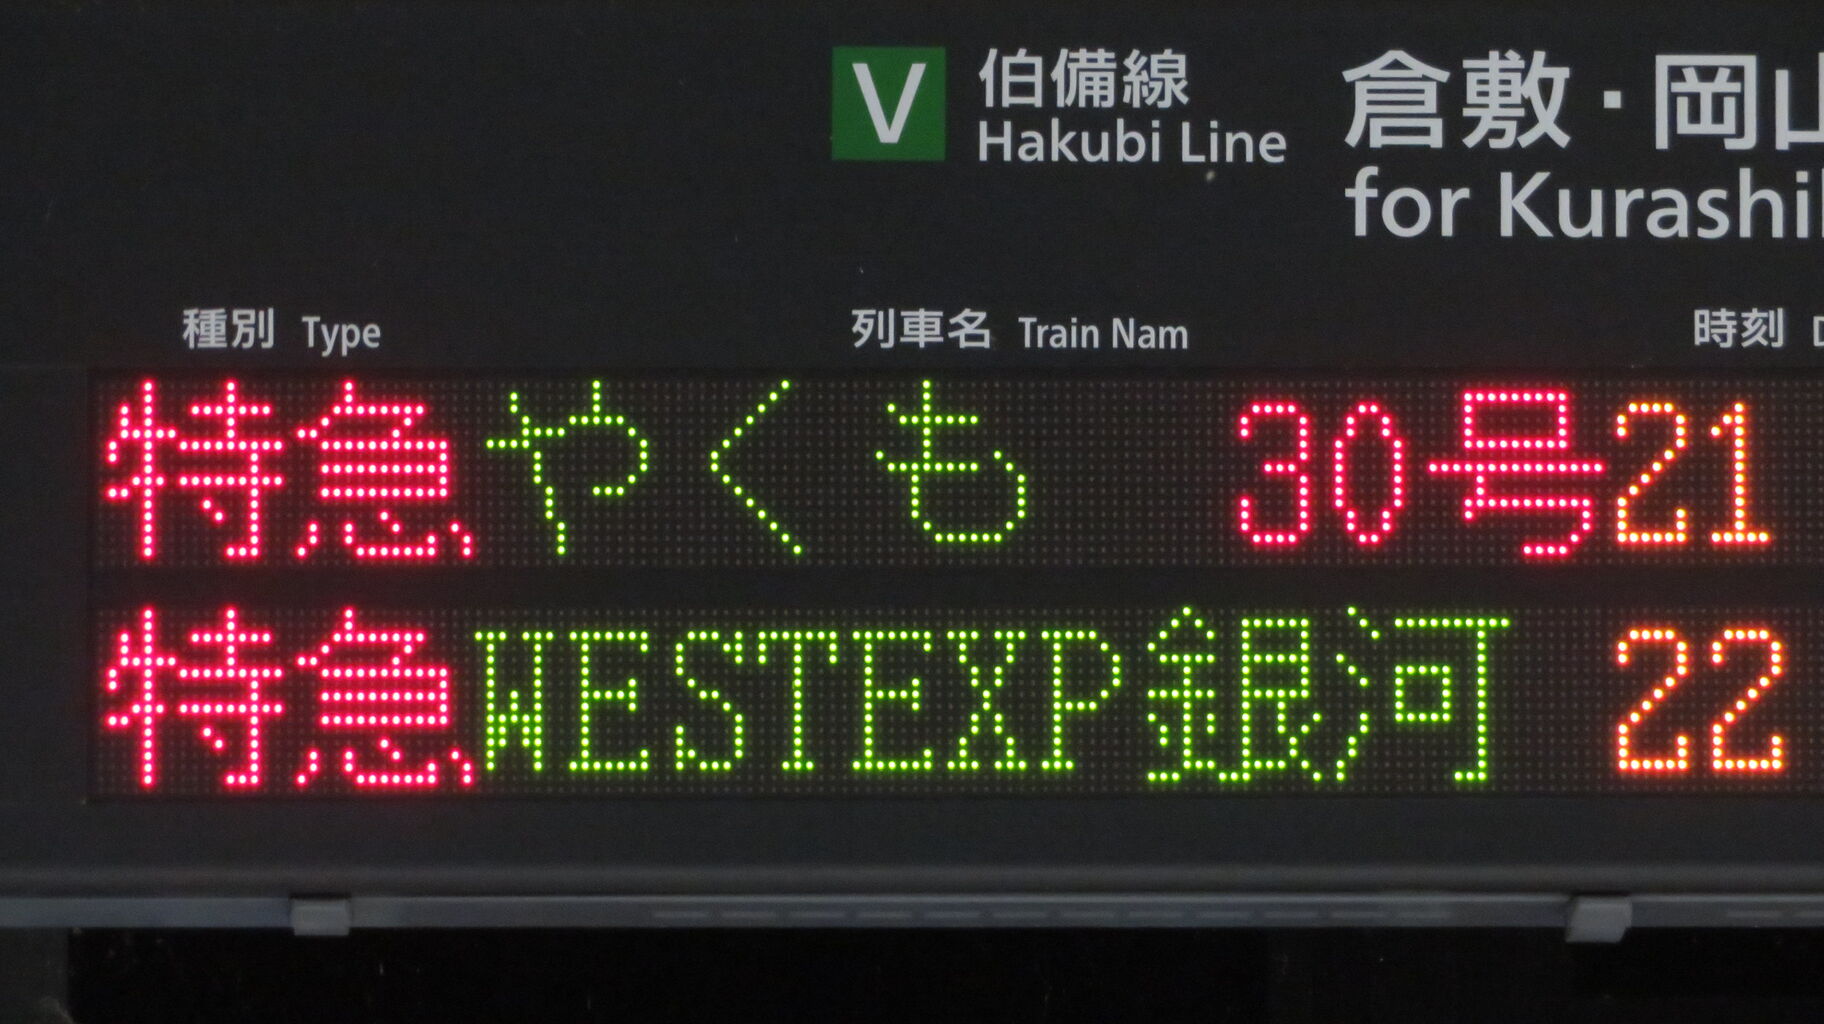 V 伯備線 倉敷・岡山
Hakubi Line for Kurashi
種別 Type 列車名 Train Nam 時刻 D
特急 やくも 30号 21
特急 WESTEXP銀河 22